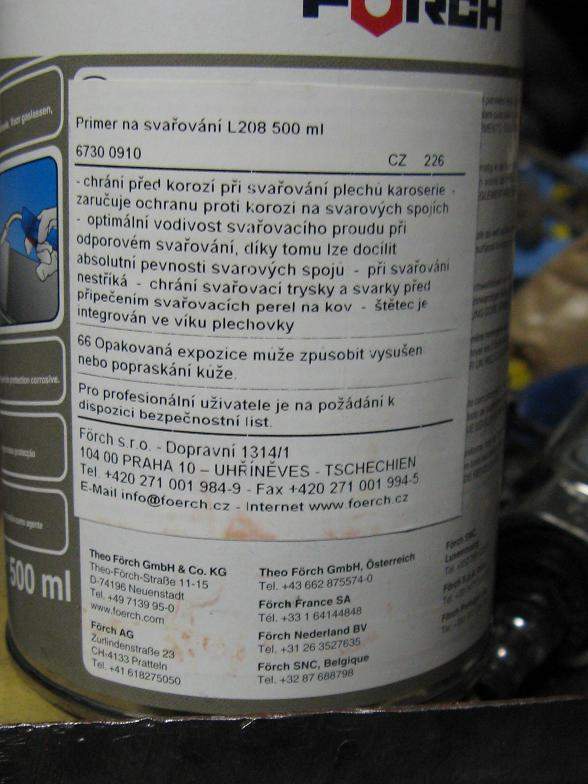 FÖRCH
Primer na svařování L208 500 ml
6730 0910 CZ 226
- chrání před korozí při svařování plechů karoserie -
zaručuje ochranu proti korozi na svarových spojích
- optimální vodivost svařovacího proudu při
odporovém svařování, díky tomu lze docílit
absolutní pevnosti svarových spojů - při svařování
nestříká - chrání svařovací trysky a svarky před
připečením svařovacích perel na kov - štětec je
integrován ve víku plechovky
66 Opakovaná expozice může způsobit vysušení
nebo popraskání kůže.
Pro profesionální uživatele je na požádání k
dispozici bezpečnostní list.
Förch s.r.o. - Dopravní 1314/1
104 00 PRAHA 10 – UHŘÍNĚVES - TSCHECHIEN
Tel. +420 271 001 984-9 - Fax +420 271 001 994-5
E-Mail info@foerch.cz - Internet www.foerch.cz
500 ml
Theo Förch GmbH & Co. KG
Theo-Förch-Straße 11-15
D-74196 Neuenstadt
Tel. +49 7139 95-0
www.foerch.com
Förch AG
Zurlindenstraße 23
CH-4133 Pratteln
Tel. +41 618275050
Theo Förch GmbH, Österreich
Tel. +43 662 875574-0
Förch France SA
Tél. +33 1 64144848
Förch Nederland BV
Tel. +31 26 3527635
Förch SNC, Belgique
Tel. +32 87 688798